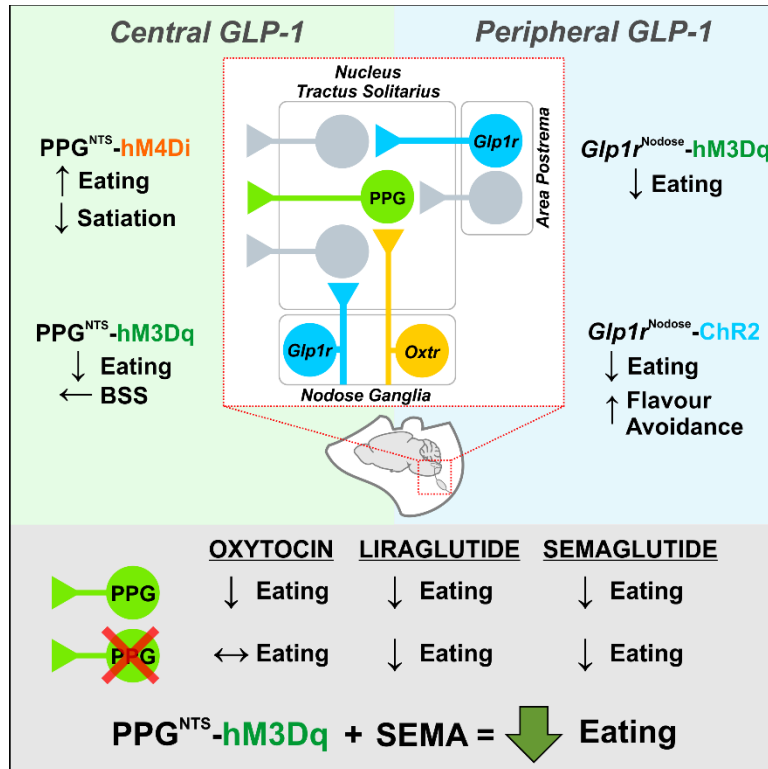 Central GLP-1
Peripheral GLP-1
Nucleus
Tractus Solitarius
Glp1r
PPG
Area Postrema
Glp1r
Oxtr
Nodose Ganglia
PPGNTS-hM4Di
↑ Eating
↓ Satiation
PPGNTS-hM3Dq
↓ Eating
← BSS
Glp1rNodose-hM3Dq
↓ Eating
Glp1rNodose-ChR2
↓ Eating
↑ Flavour
Avoidance
OXYTOCIN LIRAGLUTIDE SEMAGLUTIDE
PPG ↓ Eating ↓ Eating ↓ Eating
PPG ↔ Eating ↓ Eating ↓ Eating
PPGNTS-hM3Dq + SEMA = Eating